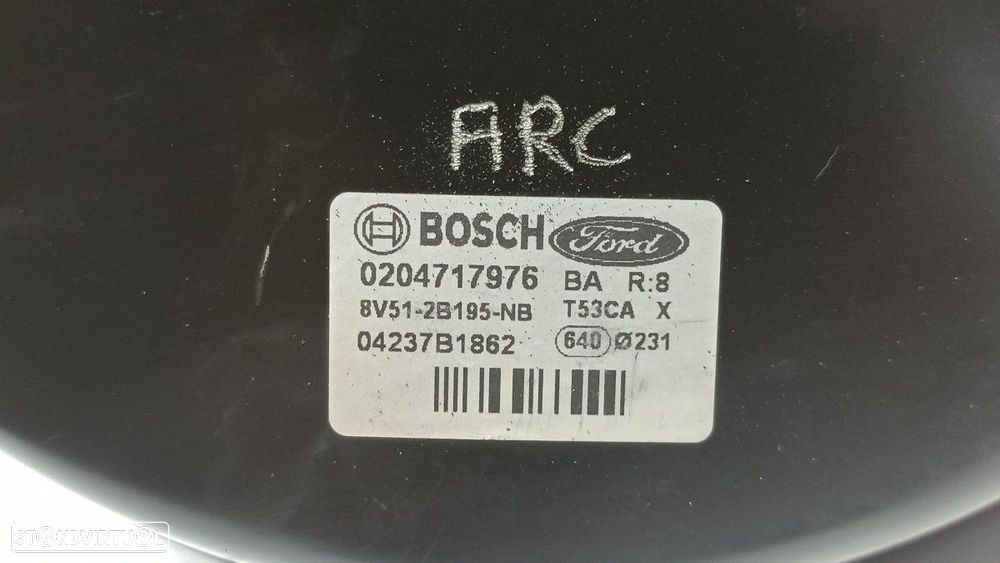 ARC
BOSCH Ford
0204717976 BA R:8
8V51-2B195-NB T53CA X
04237B1862 640 Ø231
STANDVIRTUAL